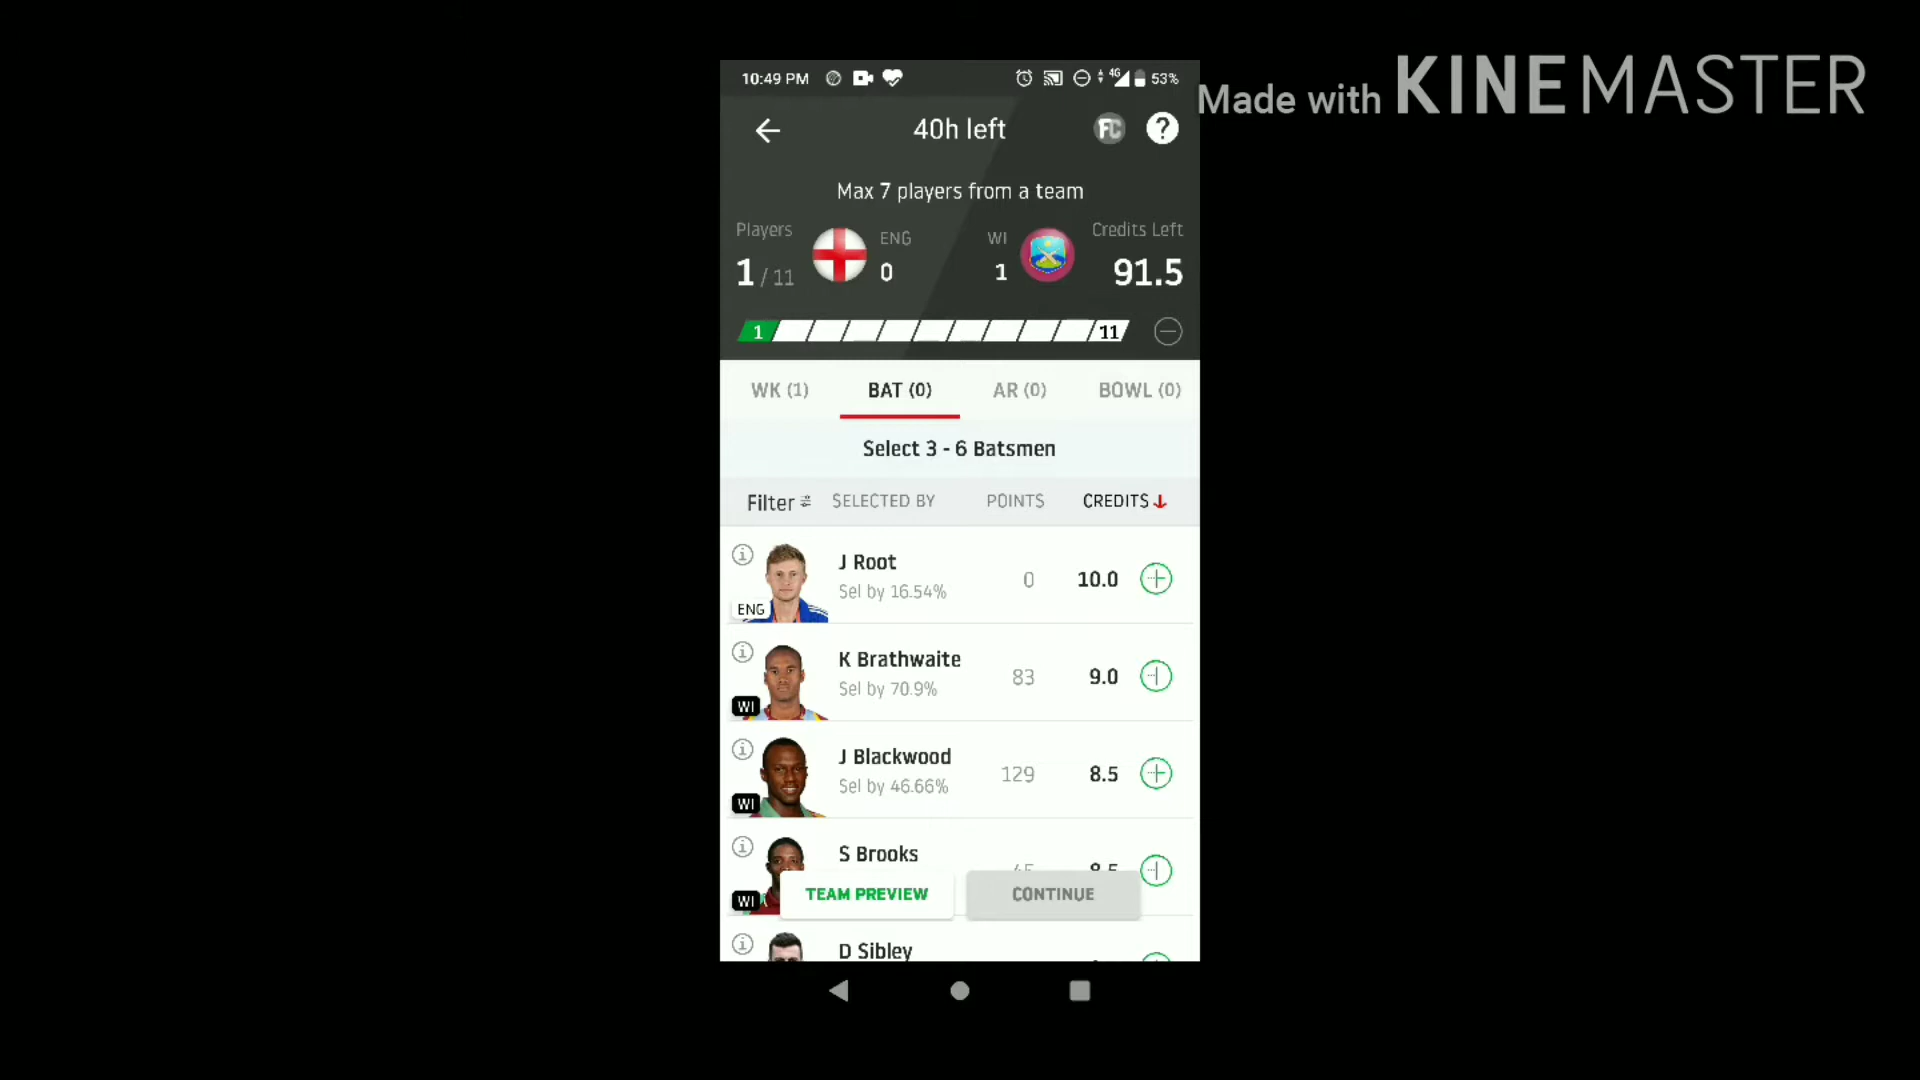 10:49 PM 4G 53%
Made with KINEMASTER
40h left FC ?
Max 7 players from a team
Players ENG WI Credits Left
1 / 11 0 1 91.5
1 11
WK (1) BAT (0) AR (0) BOWL (0)
Select 3 - 6 Batsmen
Filter SELECTED BY POINTS CREDITS
J Root
Sel by 16.54% 0 10.0
ENG
K Brathwaite
Sel by 70.9% 83 9.0
WI
J Blackwood
Sel by 46.66% 129 8.5
WI
S Brooks
WI
TEAM PREVIEW CONTINUE
D Sibley